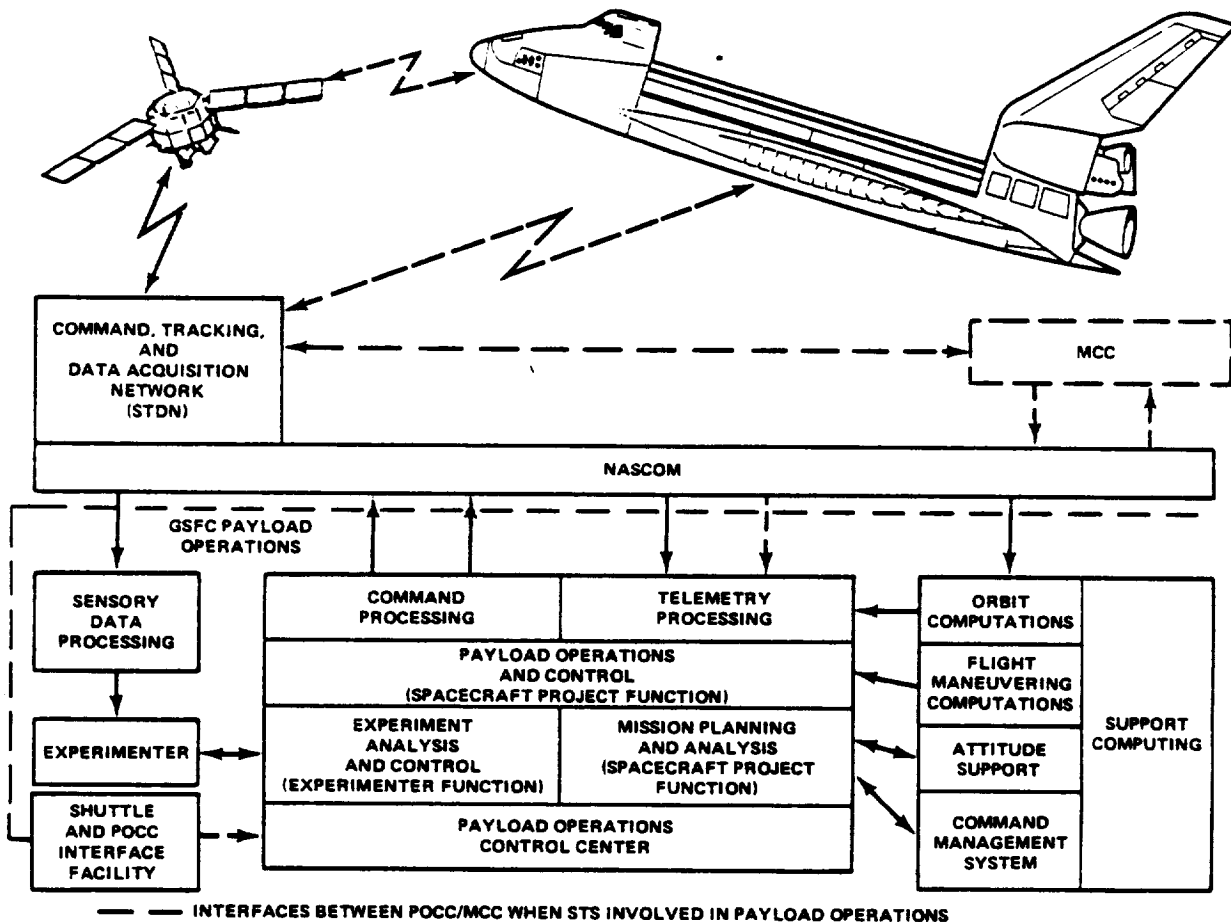 COMMAND, TRACKING,
AND
DATA ACQUISITION
NETWORK
(STDN)
MCC
NASCOM
GSFC PAYLOAD
OPERATIONS
SENSORY
DATA
PROCESSING
COMMAND
PROCESSING
TELEMETRY
PROCESSING
ORBIT
COMPUTATIONS
PAYLOAD OPERATIONS
AND CONTROL
(SPACECRAFT PROJECT FUNCTION)
FLIGHT
MANEUVERING
COMPUTATIONS
SUPPORT
COMPUTING
EXPERIMENTER
EXPERIMENT
ANALYSIS
AND CONTROL
(EXPERIMENTER FUNCTION)
MISSION PLANNING
AND ANALYSIS
(SPACECRAFT PROJECT
FUNCTION)
ATTITUDE
SUPPORT
SHUTTLE
AND POCC
INTERFACE
FACILITY
PAYLOAD OPERATIONS
CONTROL CENTER
COMMAND
MANAGEMENT
SYSTEM
INTERFACES BETWEEN POCC/MCC WHEN STS INVOLVED IN PAYLOAD OPERATIONS